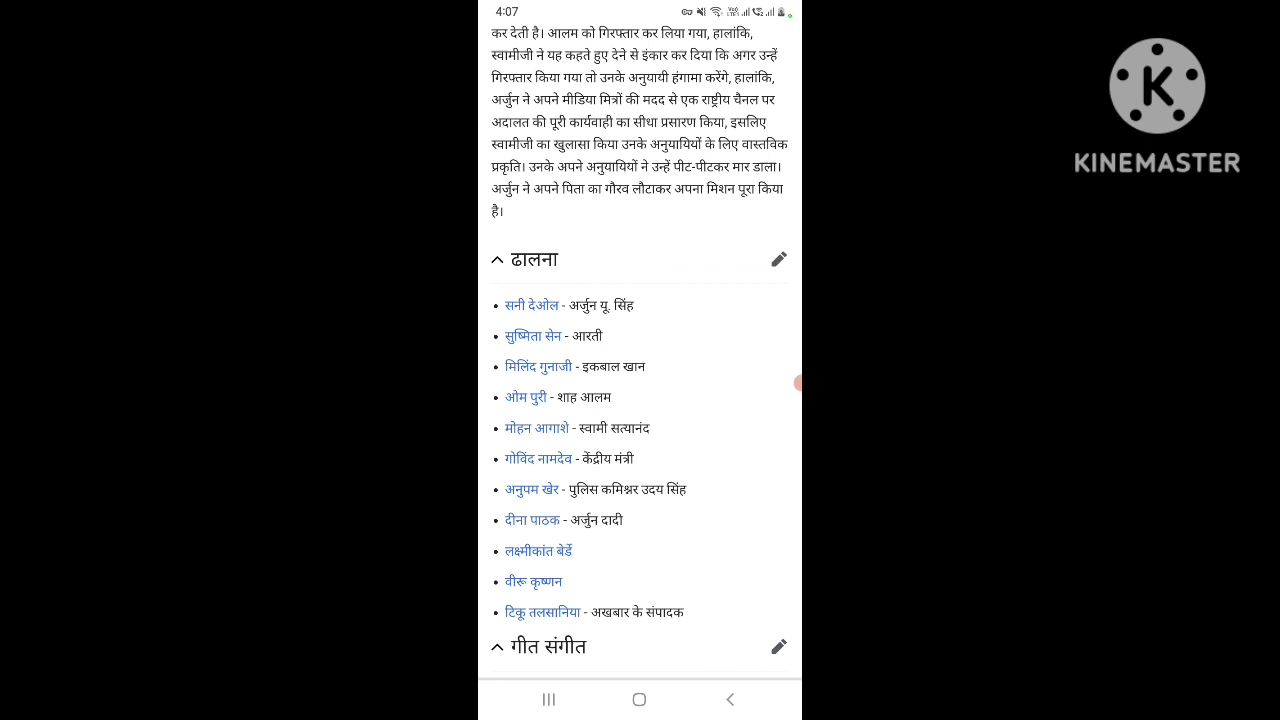 4:07
कर देती है। आलम को गिरफ्तार कर लिया गया, हालांकि,
स्वामीजी ने यह कहते हुए देने से इंकार कर दिया कि अगर उन्हें
गिरफ्तार किया गया तो उनके अनुयायी हंगामा करेंगे, हालांकि,
अर्जुन ने अपने मीडिया मित्रों की मदद से एक राष्ट्रीय चैनल पर
अदालत की पूरी कार्यवाही का सीधा प्रसारण किया, इसलिए
स्वामीजी का खुलासा किया उनके अनुयायियों के लिए वास्तविक
प्रकृति। उनके अपने अनुयायियों ने उन्हें पीट-पीटकर मार डाला।
अर्जुन ने अपने पिता का गौरव लौटाकर अपना मिशन पूरा किया
है।
ढालना
• सनी देओल - अर्जुन यू. सिंह
• सुष्मिता सेन - आरती
• मिलिंद गुनाजी - इकबाल खान
• ओम पुरी - शाह आलम
• मोहन आगाशे - स्वामी सत्यानंद
• गोविंद नामदेव - केंद्रीय मंत्री
• अनुपम खेर - पुलिस कमिश्नर उदय सिंह
• दीना पाठक - अर्जुन दादी
• लक्ष्मीकांत बेर्डे
• वीरू कृष्णन
• टिकू तलसानिया - अखबार के संपादक
गीत संगीत
K
KINEMASTER